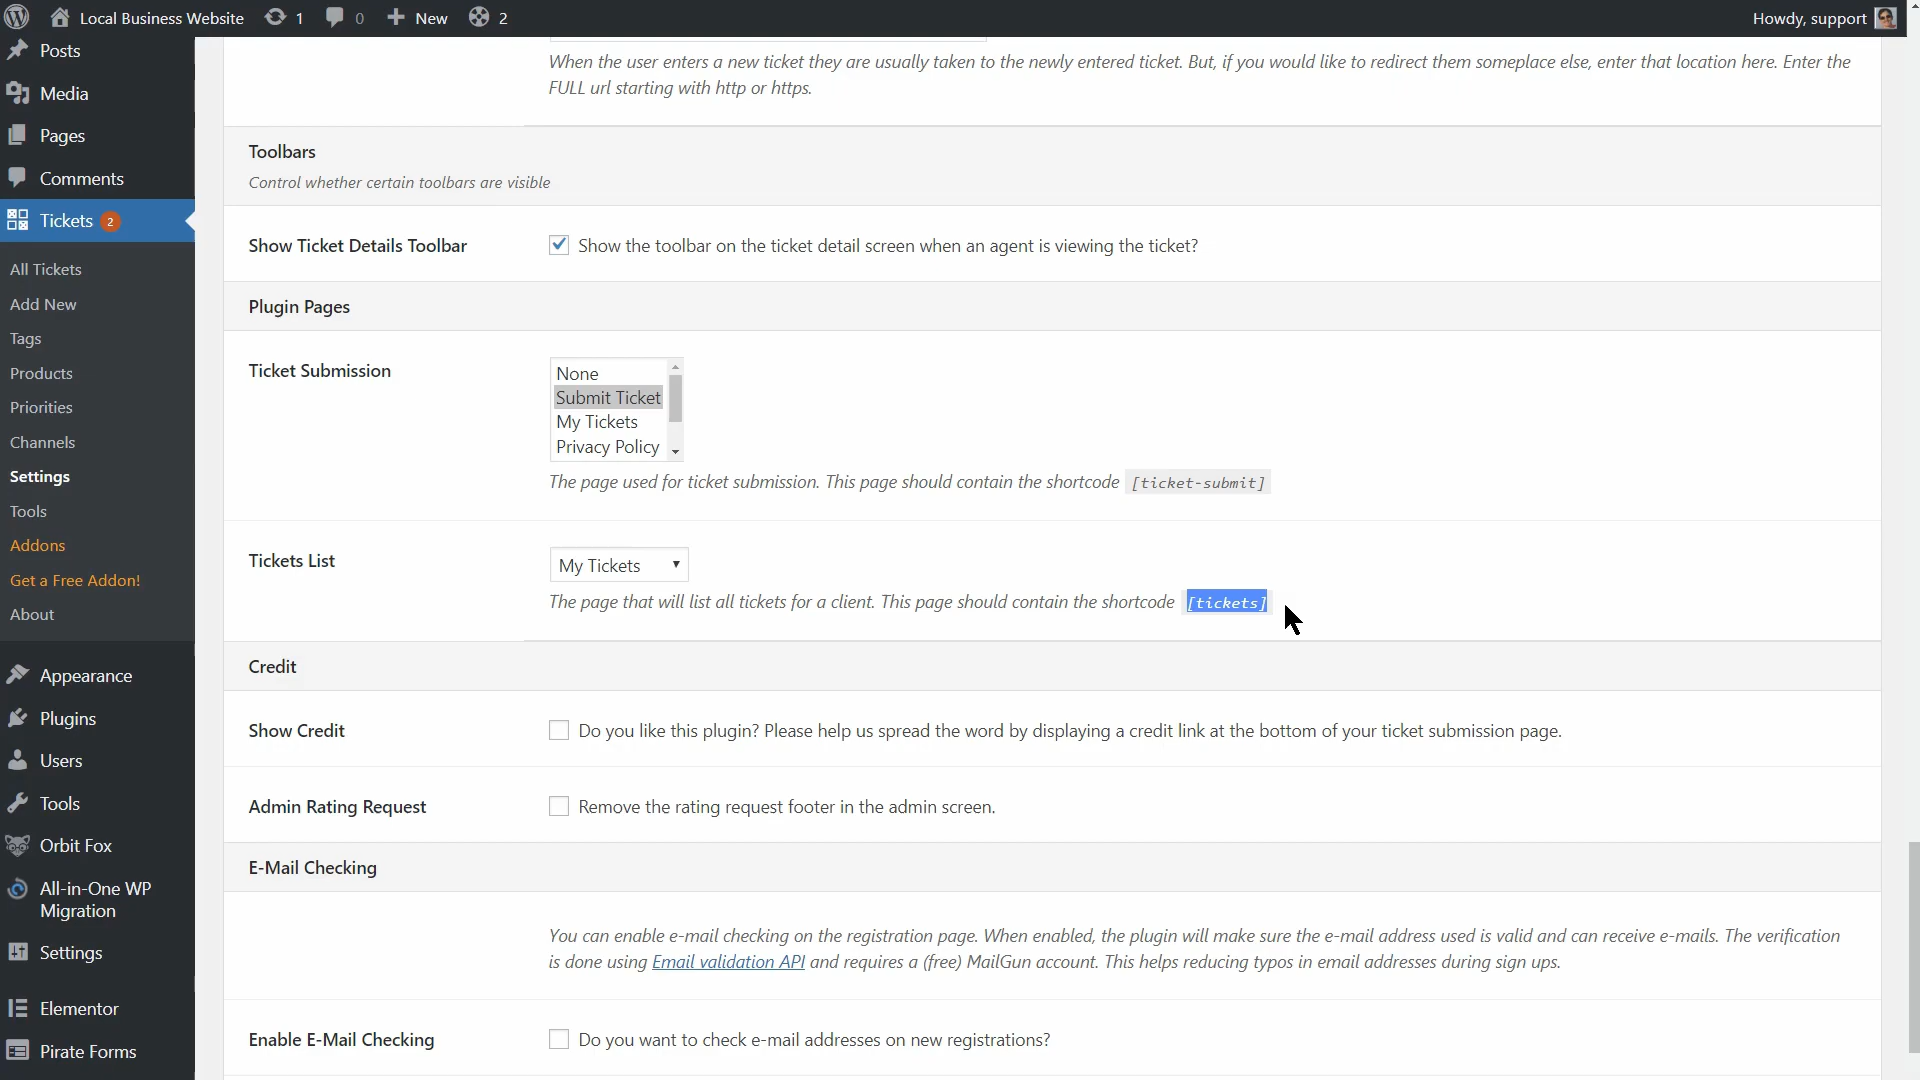 Local Business Website 1 0 New 2 Howdy, support
Posts
Media
Pages
Comments
Tickets 2
All Tickets
Add New
Tags
Products
Priorities
Channels
Settings
Tools
Addons
Get a Free Addon!
About
Appearance
Plugins
Users
Tools
Orbit Fox
All-in-One WP
Migration
Settings
Elementor
Pirate Forms
When the user enters a new ticket they are usually taken to the newly entered ticket. But, if you would like to redirect them someplace else, enter that location here. Enter the
FULL url starting with http or https.
Toolbars
Control whether certain toolbars are visible
Show Ticket Details Toolbar Show the toolbar on the ticket detail screen when an agent is viewing the ticket?
Plugin Pages
Ticket Submission
None
Submit Ticket
My Tickets
Privacy Policy
The page used for ticket submission. This page should contain the shortcode [ticket-submit]
Tickets List My Tickets
The page that will list all tickets for a client. This page should contain the shortcode [tickets]
Credit
Show Credit Do you like this plugin? Please help us spread the word by displaying a credit link at the bottom of your ticket submission page.
Admin Rating Request Remove the rating request footer in the admin screen.
E-Mail Checking
You can enable e-mail checking on the registration page. When enabled, the plugin will make sure the e-mail address used is valid and can receive e-mails. The verification
is done using Email validation API and requires a (free) MailGun account. This helps reducing typos in email addresses during sign ups.
Enable E-Mail Checking Do you want to check e-mail addresses on new registrations?